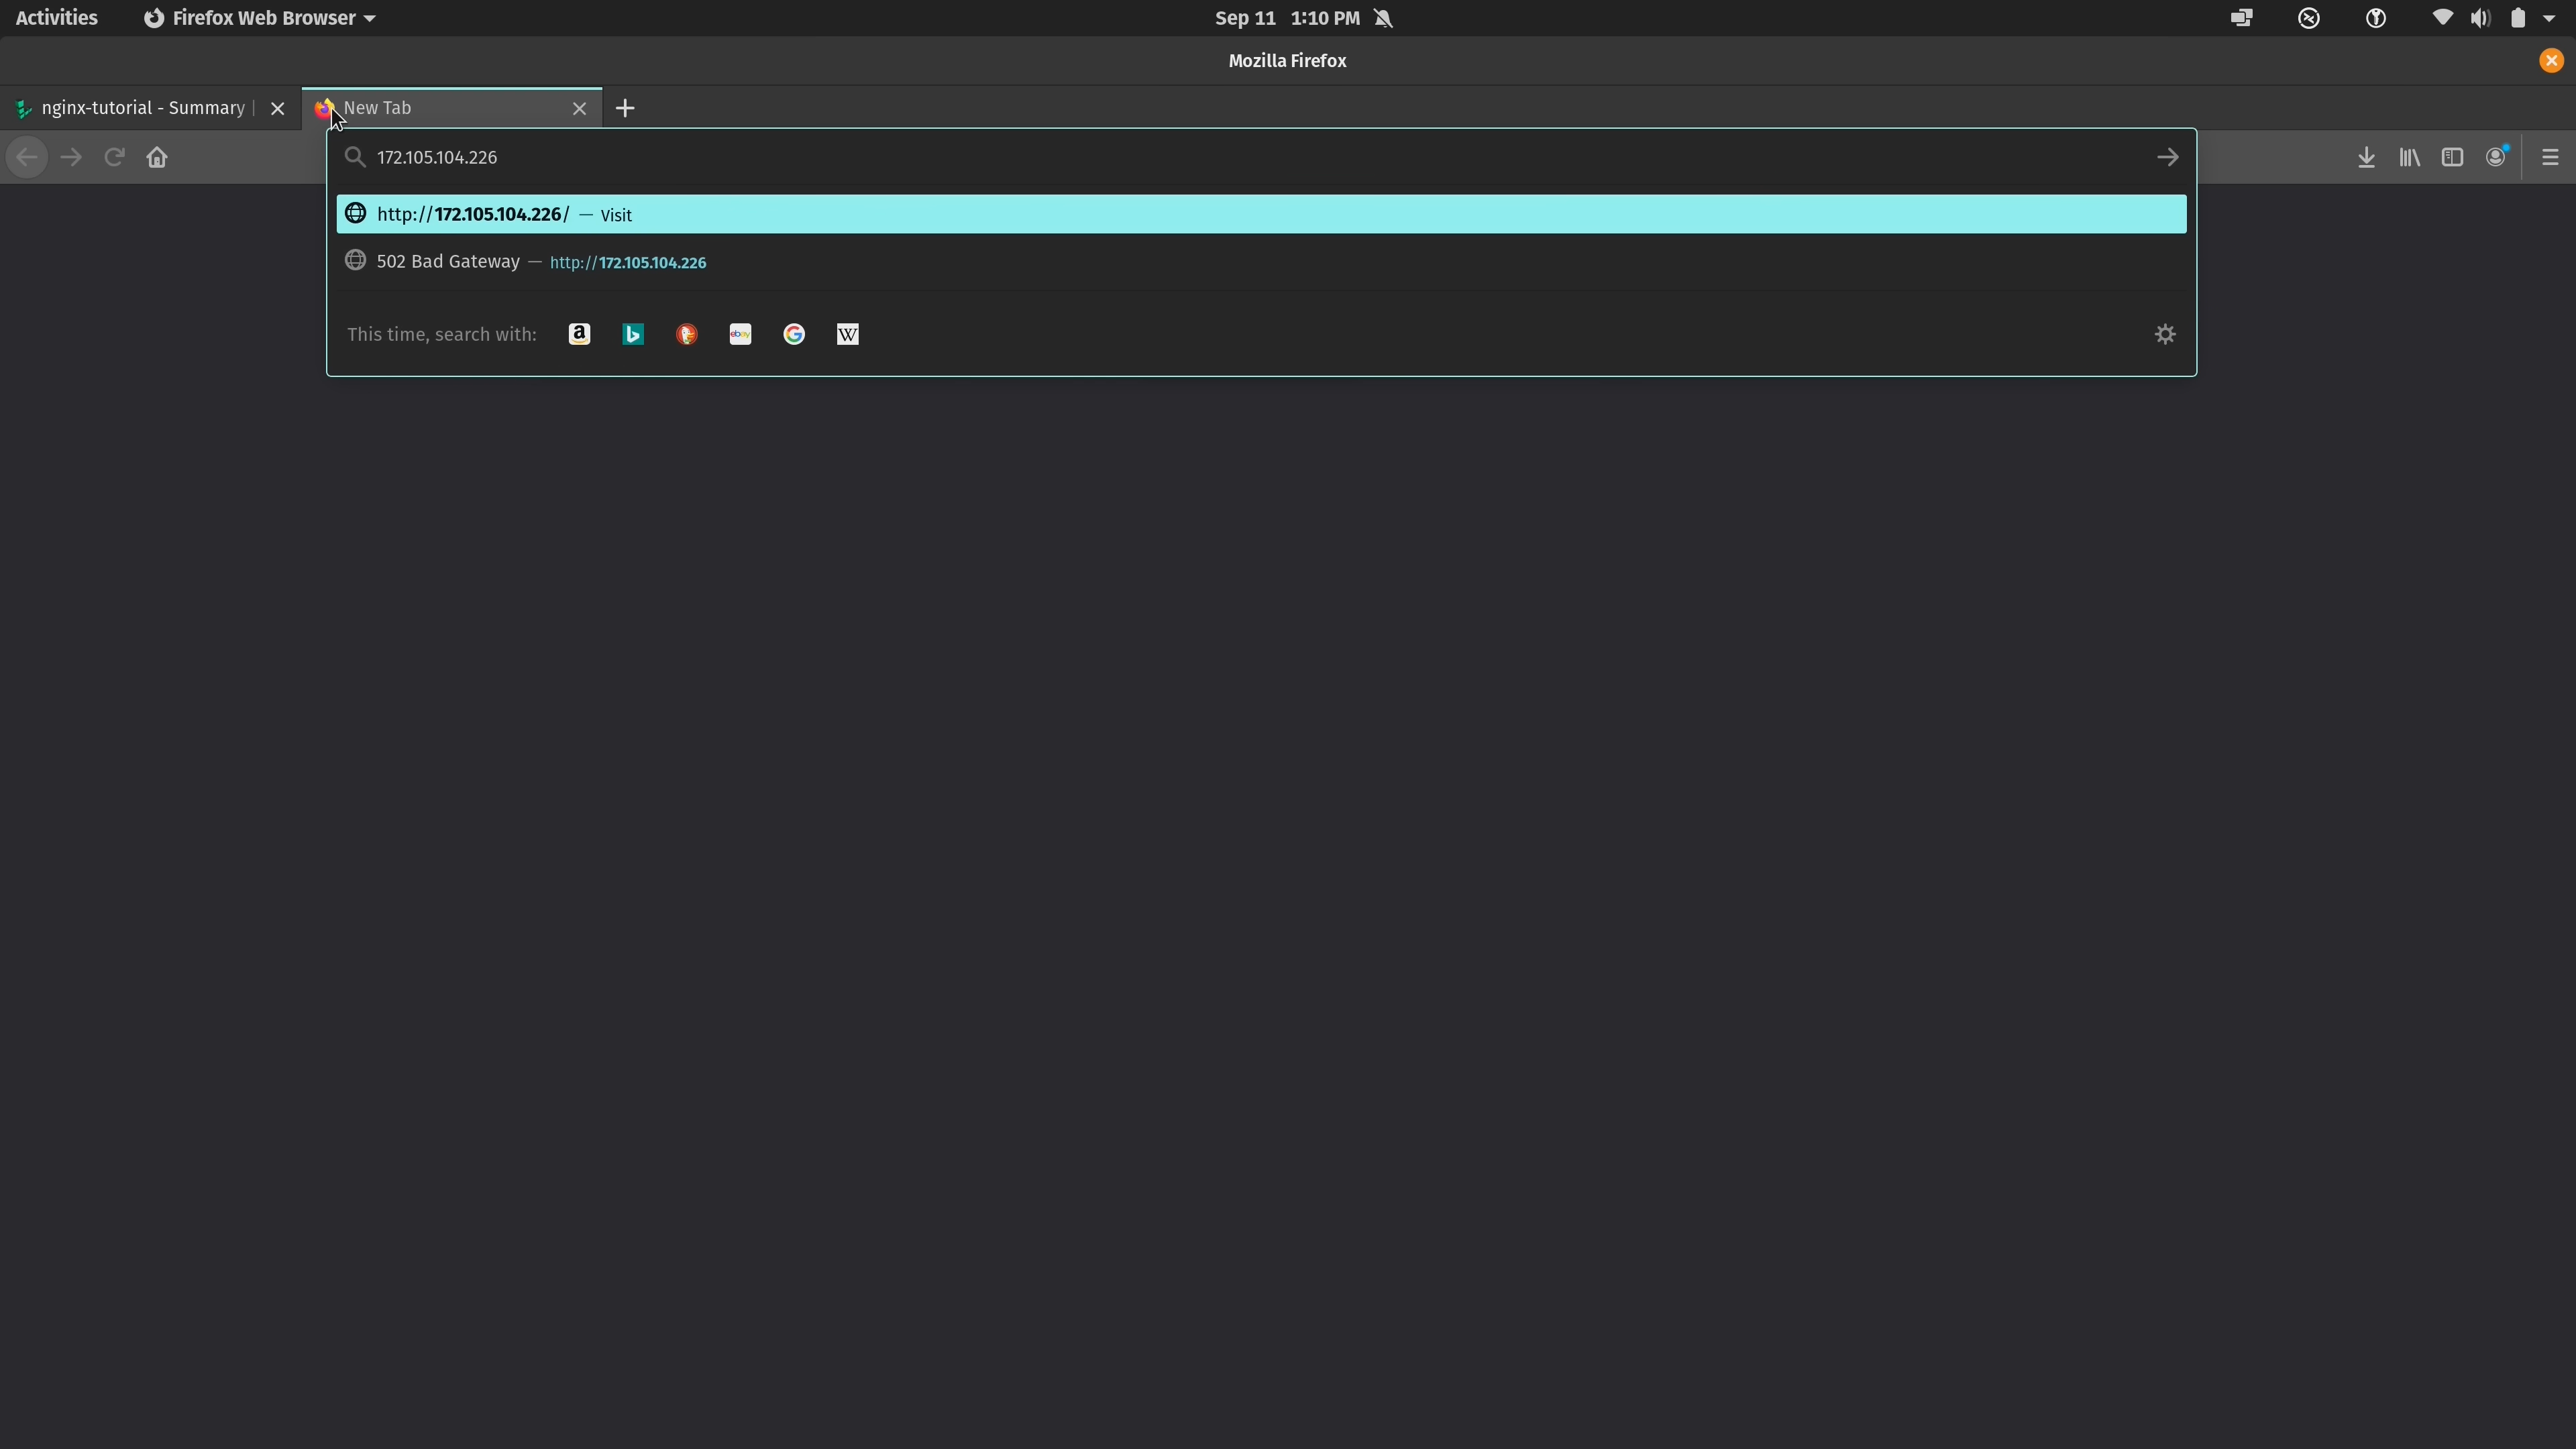 Activities Firefox Web Browser Sep 11 1:10 PM
Mozilla Firefox
nginx-tutorial - Summary | New Tab
172.105.104.226
http://172.105.104.226/ — Visit
502 Bad Gateway — http://172.105.104.226
This time, search with: a b ebay G W